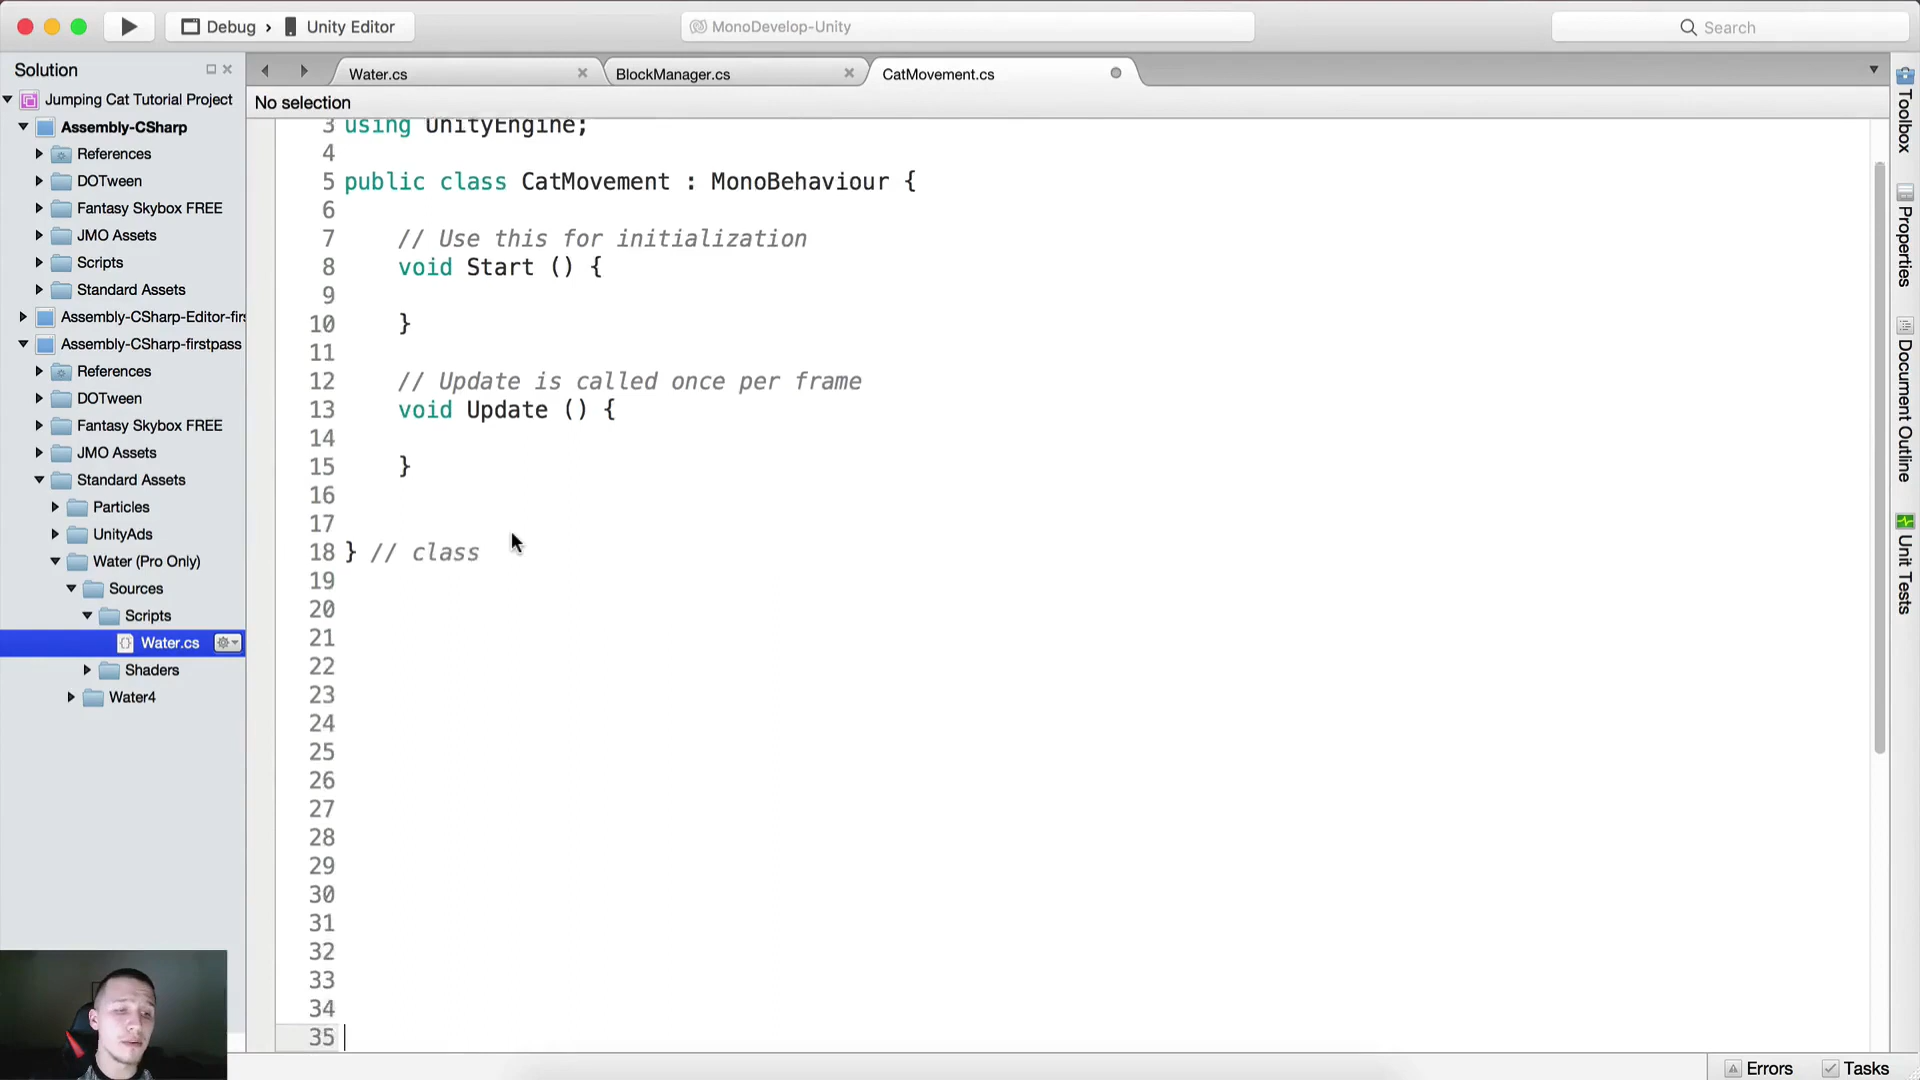 Debug › Unity Editor
MonoDevelop-Unity
Search
Solution
Water.cs
BlockManager.cs
CatMovement.cs
No selection
Jumping Cat Tutorial Project
Assembly-CSharp
References
DOTween
Fantasy Skybox FREE
JMO Assets
Scripts
Standard Assets
Assembly-CSharp-Editor-firs
Assembly-CSharp-firstpass
References
DOTween
Fantasy Skybox FREE
JMO Assets
Standard Assets
Particles
UnityAds
Water (Pro Only)
Sources
Scripts
Water.cs
Shaders
Water4
3 using UnityEngine;
4
5 public class CatMovement : MonoBehaviour {
6
7 // Use this for initialization
8 void Start () {
9
10 }
11
12 // Update is called once per frame
13 void Update () {
14
15 }
16
17
18 } // class
19
20
21
22
23
24
25
26
27
28
29
30
31
32
33
34
35
Toolbox
Properties
Document Outline
Unit Tests
Errors
Tasks